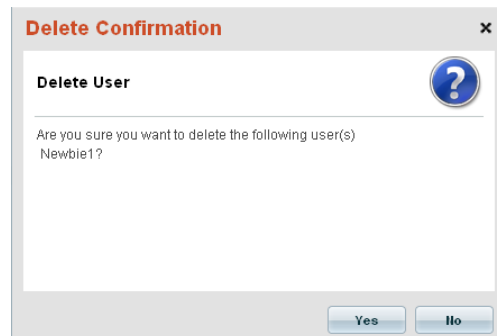 Delete Confirmation
Delete User
Are you sure you want to delete the following user(s)
Newbie1?
Yes
No